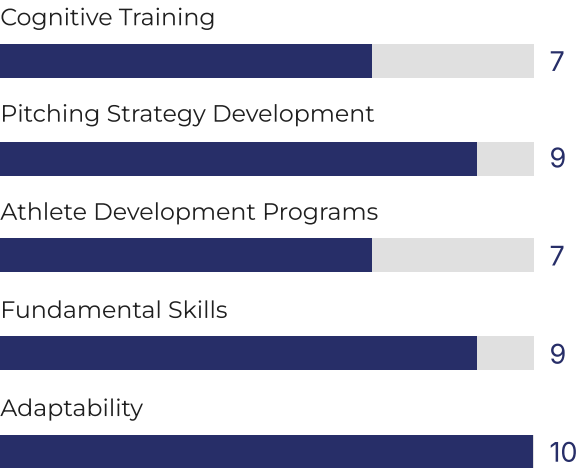 Cognitive Training
7
Pitching Strategy Development
9
Athlete Development Programs
7
Fundamental Skills
9
Adaptability
10